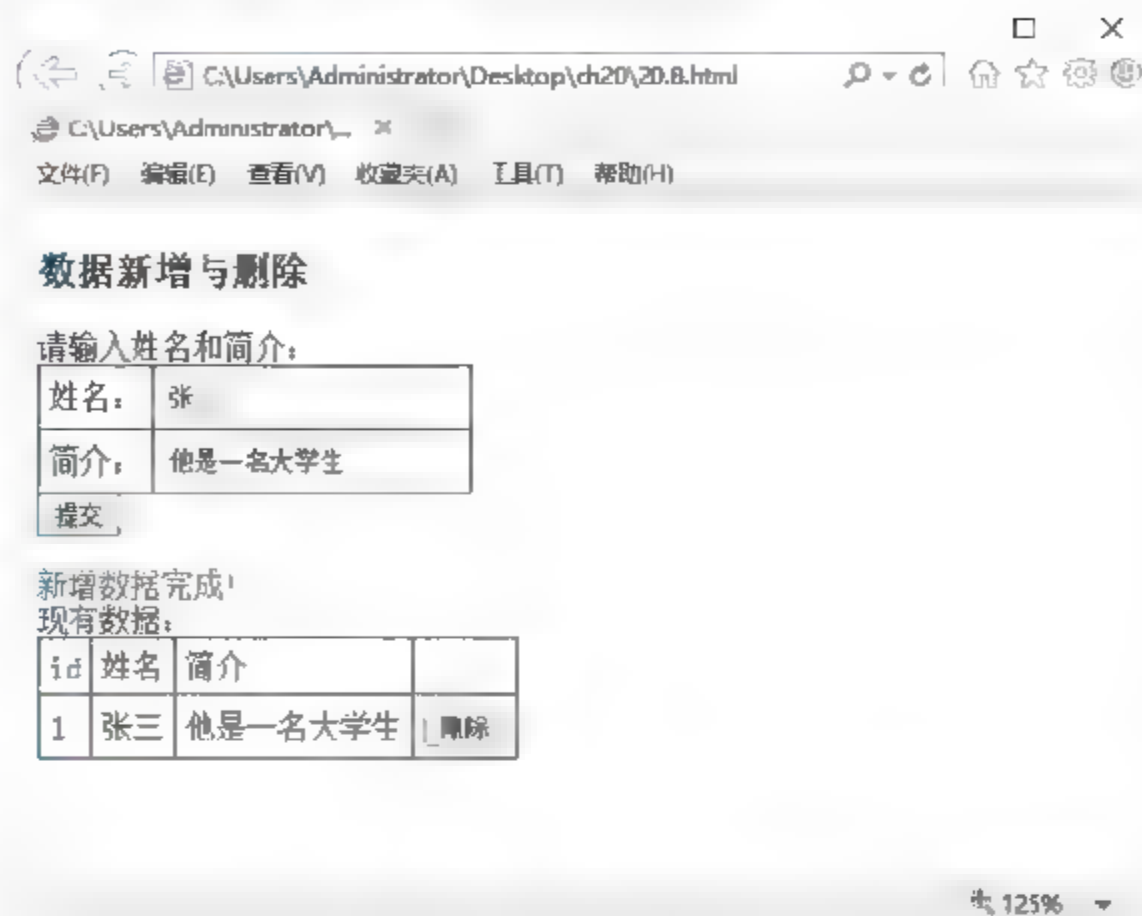 C:\Users\Administrator\Desktop\ch20\20.8.html
C:\Users\Administrator\...
文件(F) 编辑(E) 查看(V) 收藏夹(A) 工具(T) 帮助(H)
数据新增与删除
请输入姓名和简介：
姓名： 张
简介： 他是一名大学生
提交
新增数据完成！
现有数据：
id 姓名 简介
1 张三 他是一名大学生 删除
125%